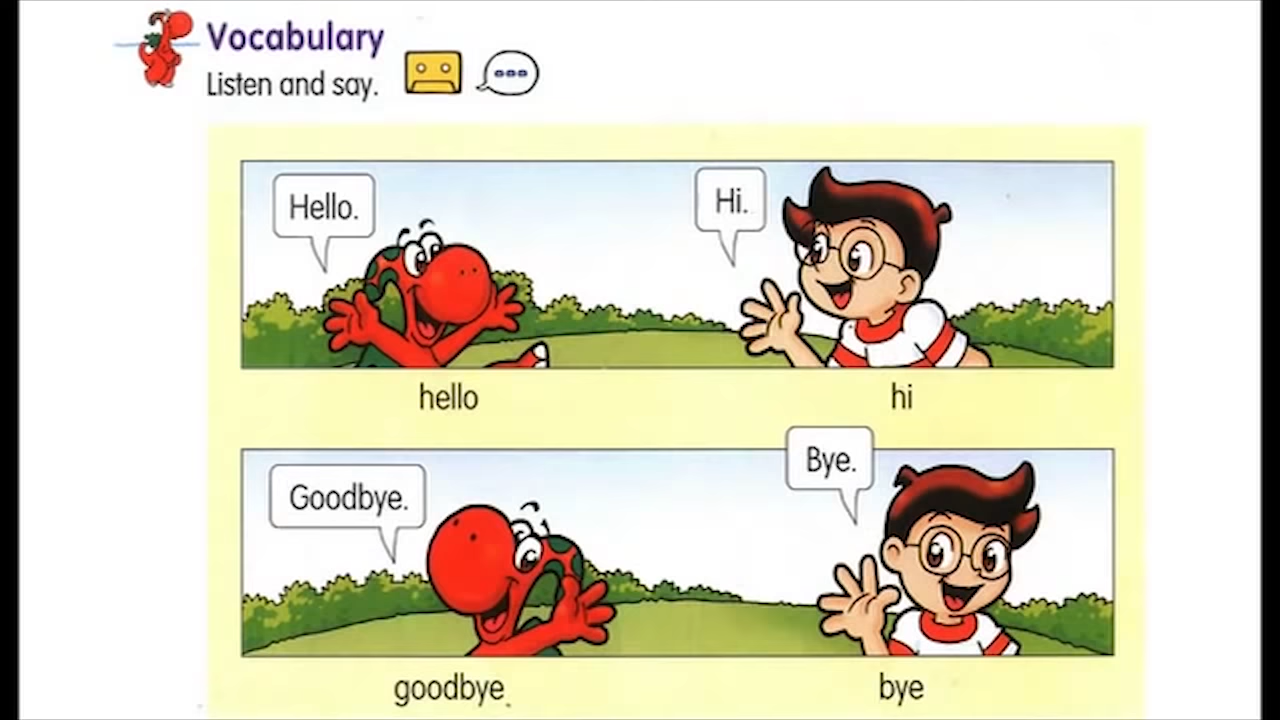 Vocabulary
Listen and say.
Hello.
Hi.
hello
hi
Goodbye.
Bye.
goodbye
bye